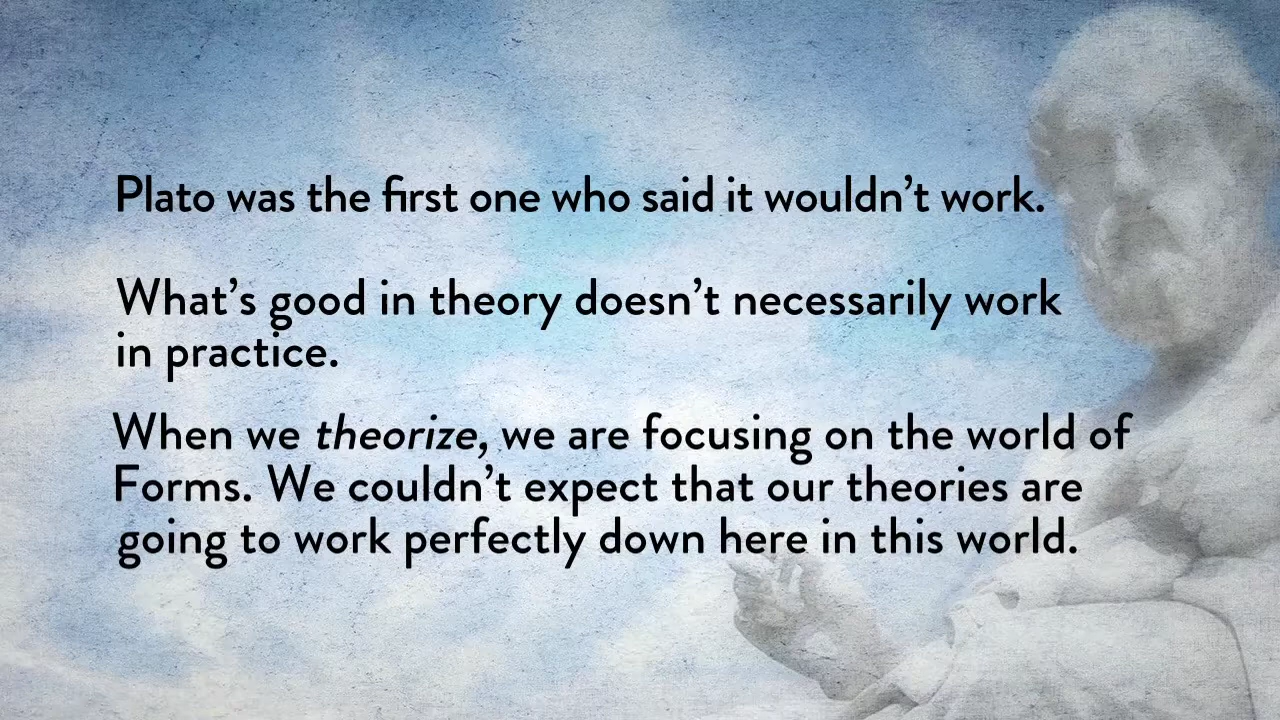 Plato was the first one who said it wouldn’t work.
What’s good in theory doesn’t necessarily work
in practice.
When we theorize, we are focusing on the world of
Forms. We couldn’t expect that our theories are
going to work perfectly down here in this world.